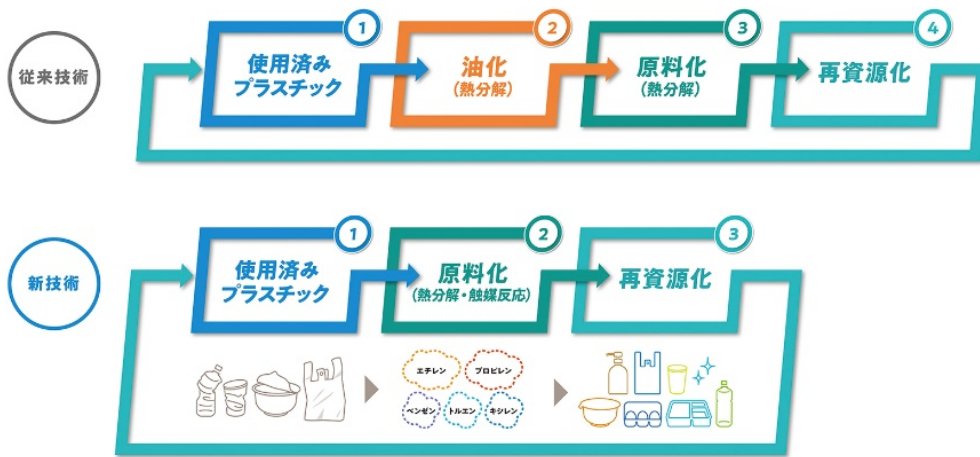 従来技術
1
使用済み
プラスチック
2
油化
(熱分解)
3
原料化
(熱分解)
4
再資源化
新技術
1
使用済み
プラスチック
2
原料化
(熱分解・触媒反応)
3
再資源化
エチレン
プロピレン
ベンゼン
トルエン
キシレン